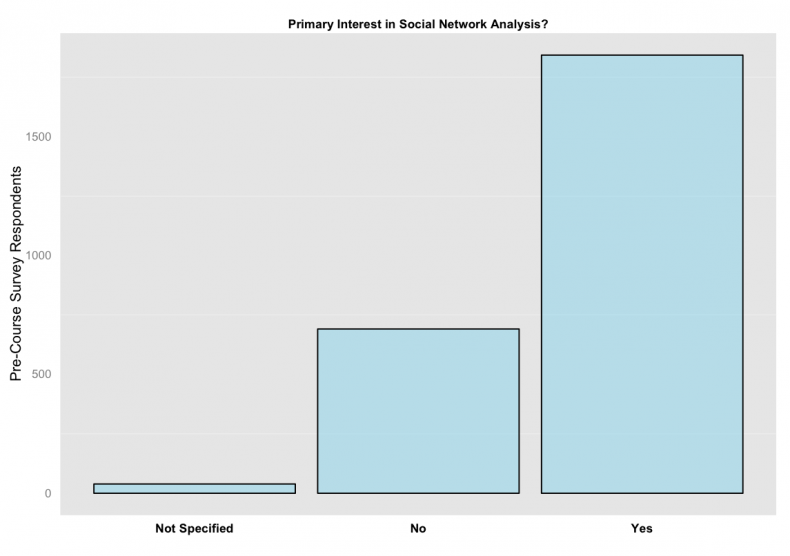 Primary Interest in Social Network Analysis?
Pre-Course Survey Respondents
1500
1000
500
0
Not Specified
No
Yes